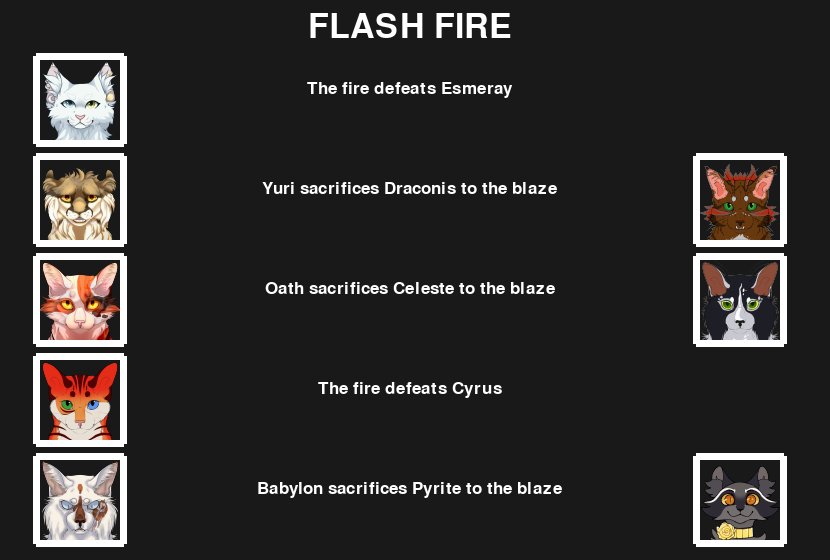 FLASH FIRE
The fire defeats Esmeray
Yuri sacrifices Draconis to the blaze
Oath sacrifices Celeste to the blaze
The fire defeats Cyrus
Babylon sacrifices Pyrite to the blaze